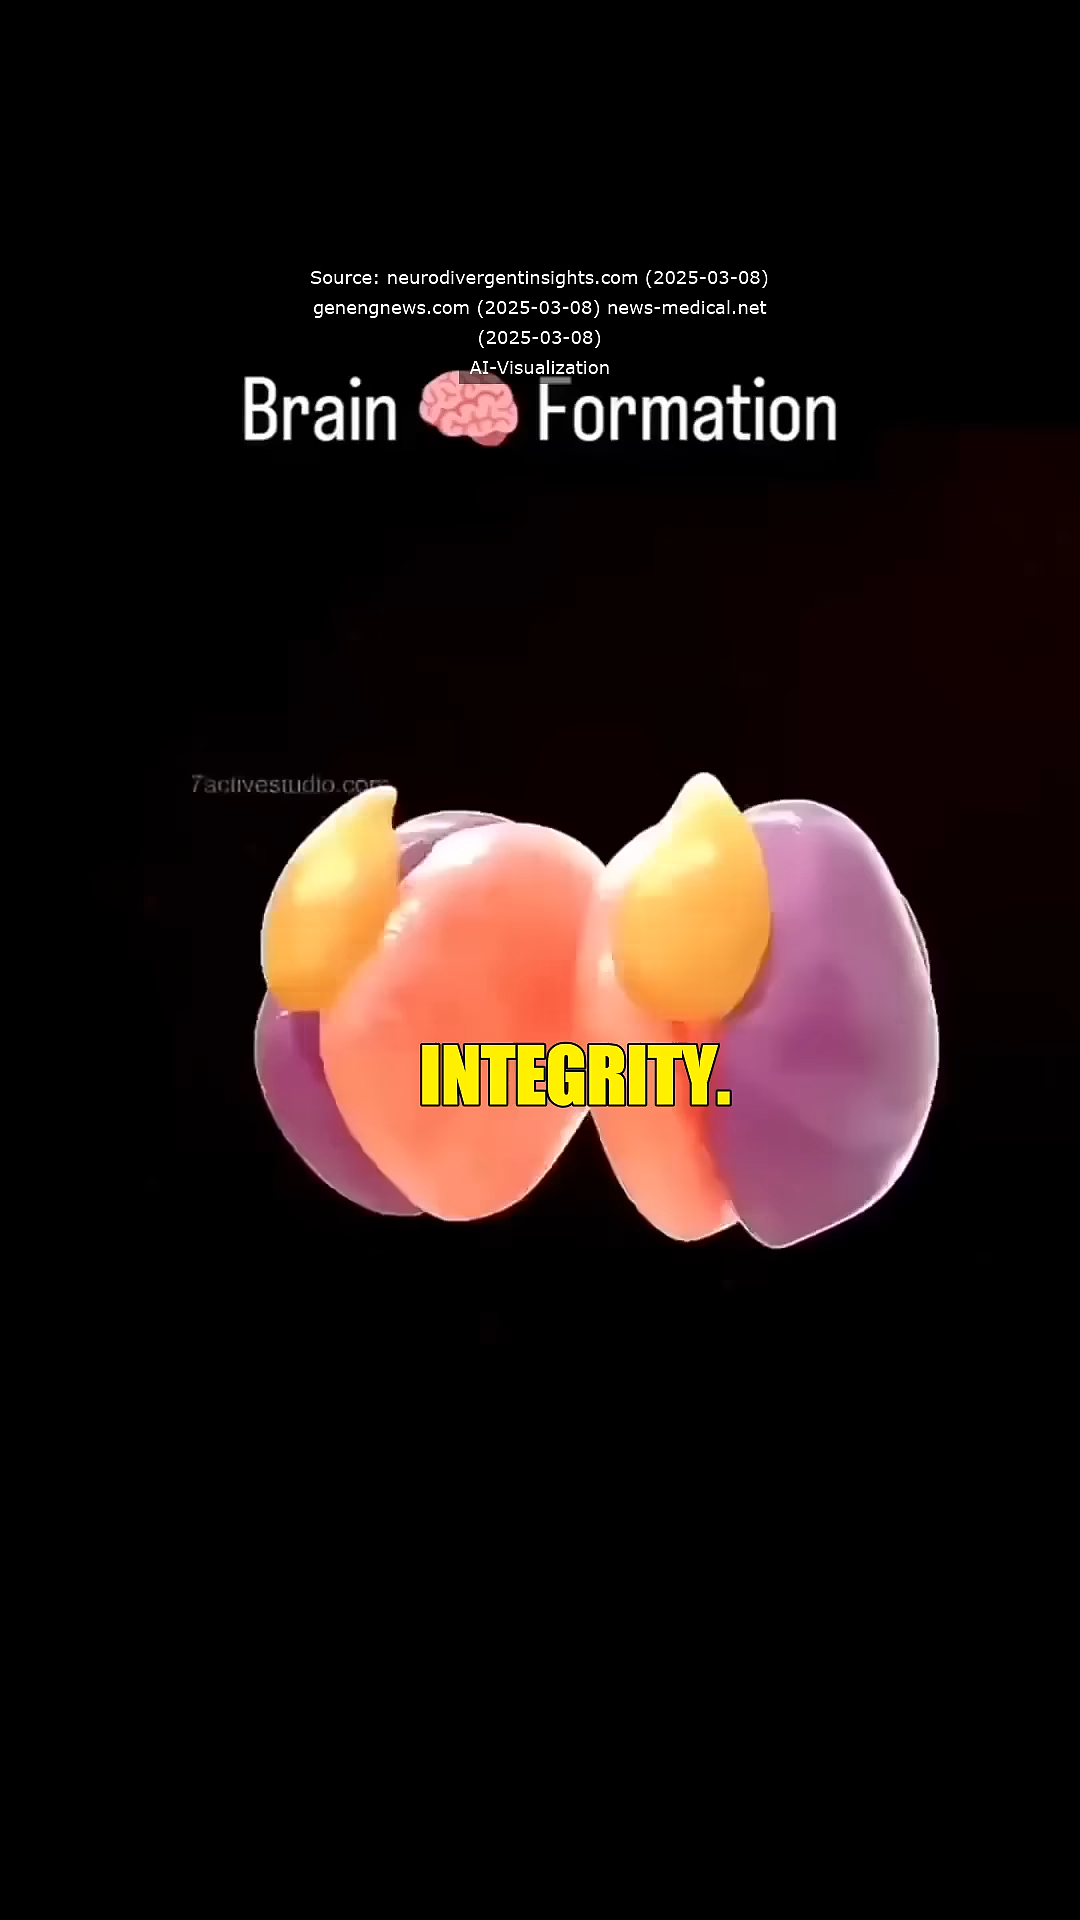 Source: neurodivergentinsights.com (2025-03-08)
genengnews.com (2025-03-08) news-medical.net
(2025-03-08)
AI-Visualization
Brain 🧠 Formation
7activestudio.com
INTEGRITY.